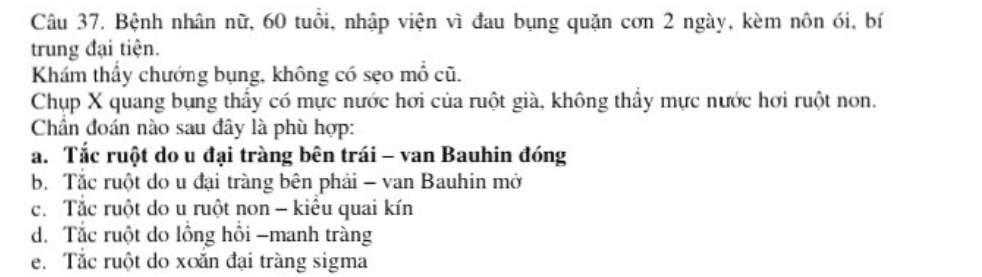 Câu 37. Bệnh nhân nữ, 60 tuổi, nhập viện vì đau bụng quặn cơn 2 ngày, kèm nôn ói, bí
trung đại tiện.
Khám thấy chướng bụng, không có sẹo mổ cũ.
Chụp X quang bụng thấy có mực nước hơi của ruột già, không thấy mực nước hơi ruột non.
Chẩn đoán nào sau đây là phù hợp:
a. Tắc ruột do u đại tràng bên trái – van Bauhin đóng
b. Tắc ruột do u đại tràng bên phải – van Bauhin mở
c. Tắc ruột do u ruột non – kiểu quai kín
d. Tắc ruột do lồng hồi –manh tràng
e. Tắc ruột do xoắn đại tràng sigma